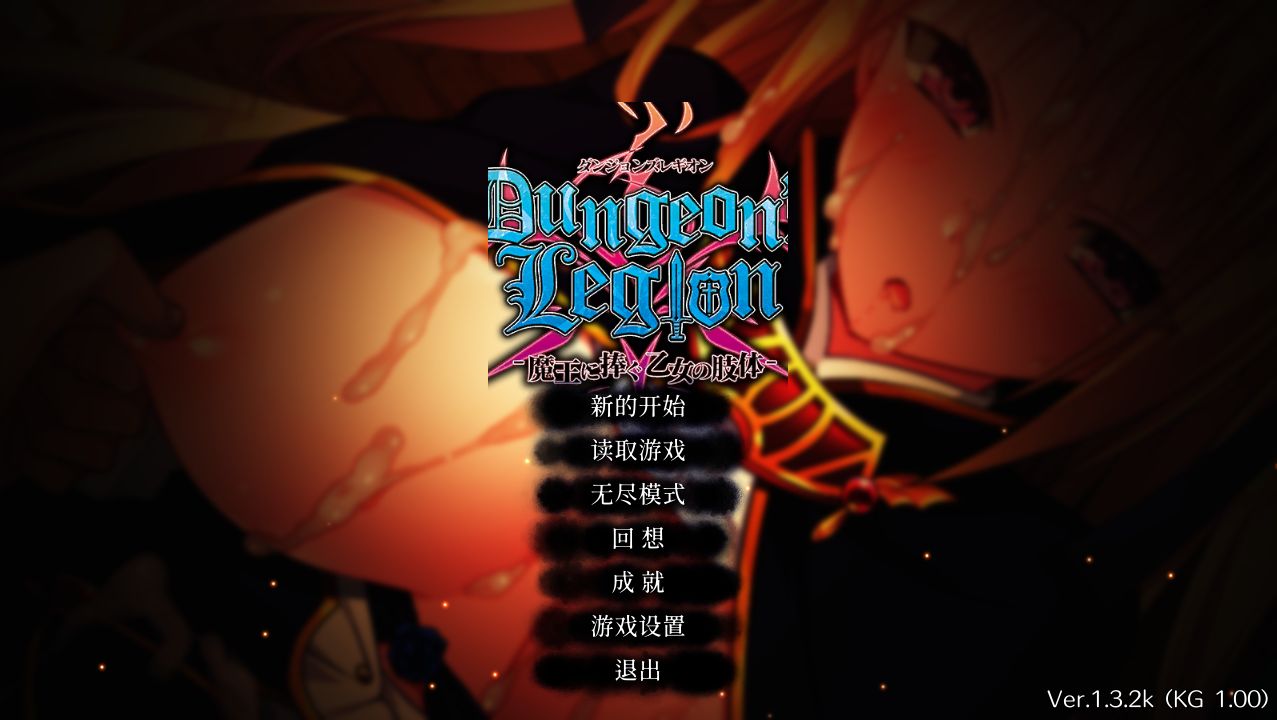 ダンジョンズレギオン
Dungeon's
Legion
-魔王に捧ぐ乙女の肢体-
新的开始
读取游戏
无尽模式
回 想
成 就
游戏设置
退出
Ver.1.3.2k (KG 1.00)